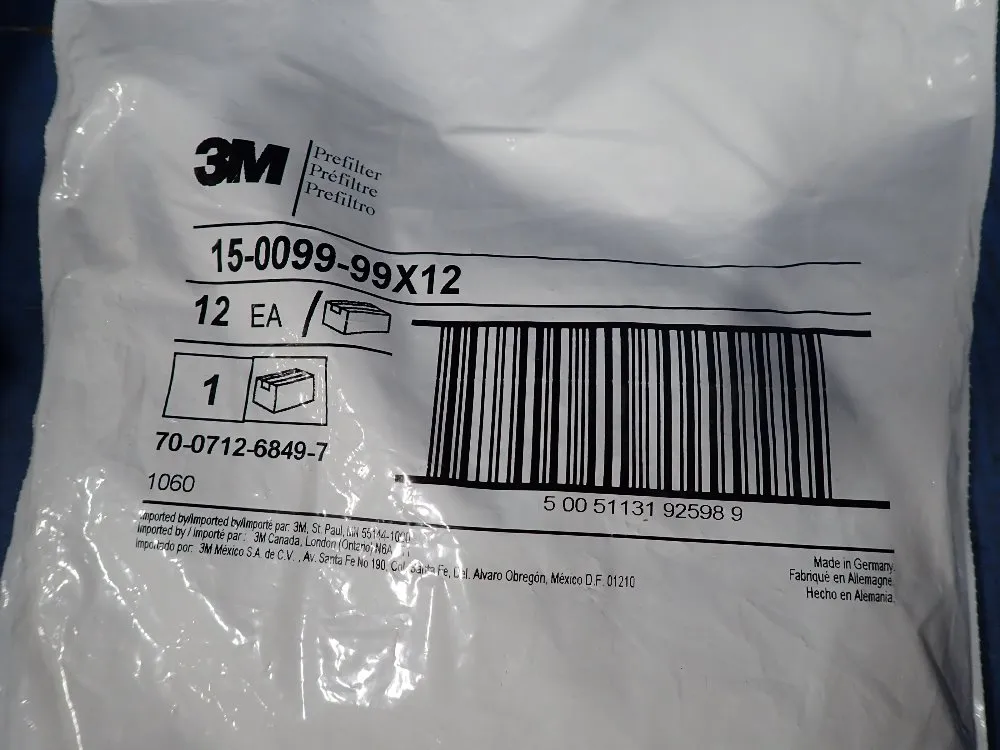 3M
Prefilter
Préfiltre
Prefiltro
15-0099-99X12
12 EA /
1
70-0712-6849-7
1060
5 00 51131 92598 9
Imported by/Imported by/Importé par: 3M, St. Paul, MN 55144-1000
Imported by / importé par: 3M Canada, London (Ontario) N6A
Importado por: 3M México S.A. de C.V., Av. Santa Fe No 190, Col. Santa Fe, Del. Alvaro Obregón, México D.F. 01210
Made in Germany.
Fabriqué en Allemagne.
Hecho en Alemania.